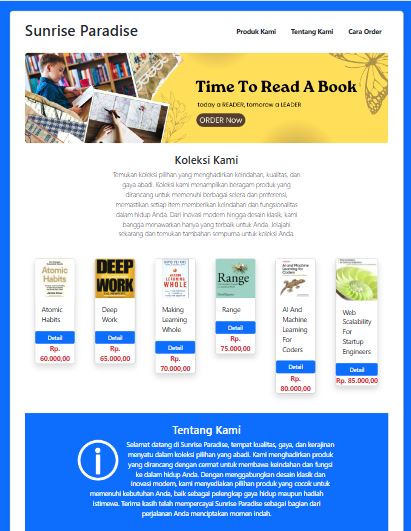 Sunrise Paradise
Produk Kami Tentang Kami Cara Order
Time To Read A Book
today a READER, tomorrow a LEADER
ORDER Now
Koleksi Kami
Temukan koleksi pilihan yang menghadirkan keindahan, kualitas, dan
gaya abadi. Koleksi kami menampilkan beragam produk yang
dirancang untuk memenuhi berbagai selera dan preferensi,
memastikan setiap item memberikan keindahan dan fungsionalitas
dalam hidup Anda. Dari inovasi modern hingga desain klasik, kami
bangga menawarkan hanya yang terbaik untuk Anda. Jelajahi
sekarang dan temukan tambahan sempurna untuk koleksi Anda.
Atomic
Habits
DEEP
WORK
MAKING
LEARNING
WHOLE
Range
AI and Machine
Learning for
Coders
Web
Atomic
Habits
Detail
Rp.
60.000,00
Deep
Work
Detail
Rp.
65.000,00
Making
Learning
Whole
Detail
Rp.
70.000,00
Range
Detail
Rp.
75.000,00
AI And
Machine
Learning
For
Coders
Detail
Rp.
80.000,00
Web
Scalability
For
Startup
Engineers
Detail
Rp. 85.000,00
Tentang Kami
Selamat datang di Sunrise Paradise, tempat kualitas, gaya, dan kerajinan
menyatu dalam koleksi pilihan yang abadi. Kami menghadirkan produk
yang dirancang dengan cermat untuk membawa keindahan dan fungsi
ke dalam hidup Anda. Dengan menggabungkan desain klasik dan
inovasi modern, kami menyediakan pilihan produk yang cocok untuk
memenuhi kebutuhan Anda, baik sebagai pelengkap gaya hidup maupun hadiah
istimewa. Terima kasih telah mempercayai Sunrise Paradise sebagai bagian dari
perjalanan Anda menciptakan momen indah.